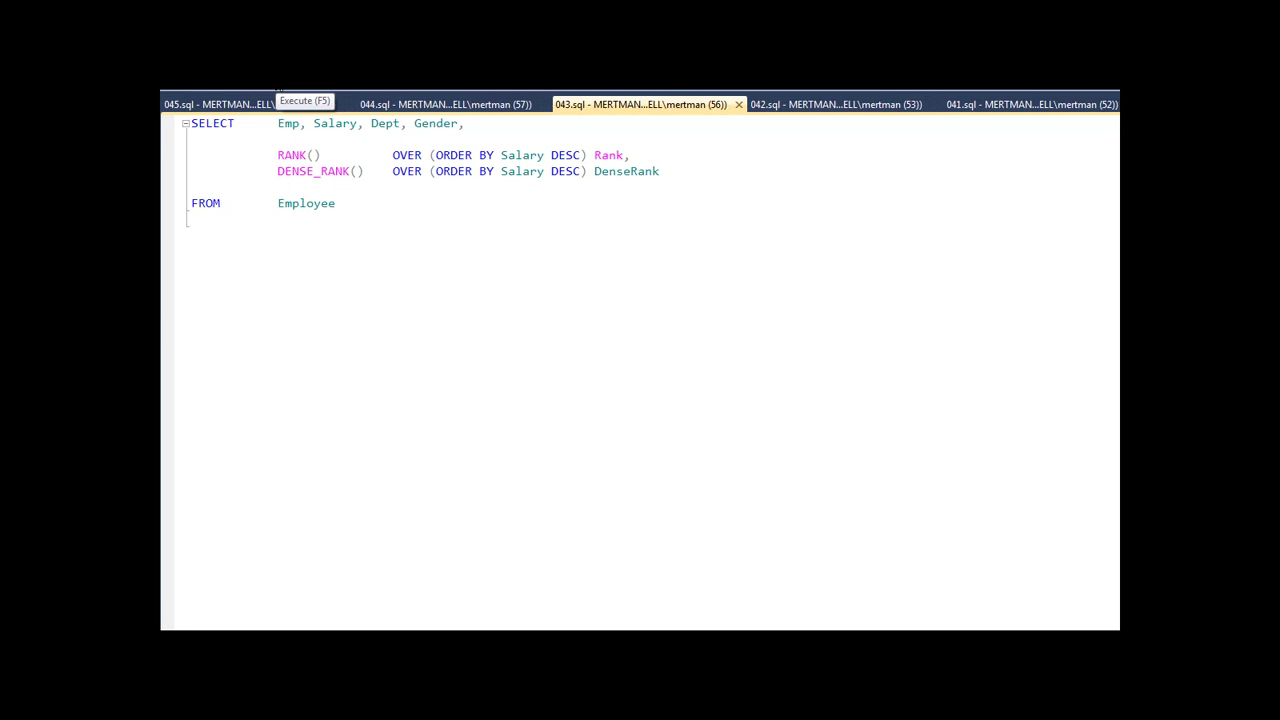 045.sql - MERTMAN...ELL\ Execute (F5) 044.sql - MERTMAN...ELL\mertman (57)) 043.sql - MERTMAN...ELL\mertman (56)) 042.sql - MERTMAN...ELL\mertman (53)) 041.sql - MERTMAN...ELL\mertman (52))
SELECT Emp, Salary, Dept, Gender,
RANK() OVER (ORDER BY Salary DESC) Rank,
DENSE_RANK() OVER (ORDER BY Salary DESC) DenseRank
FROM Employee